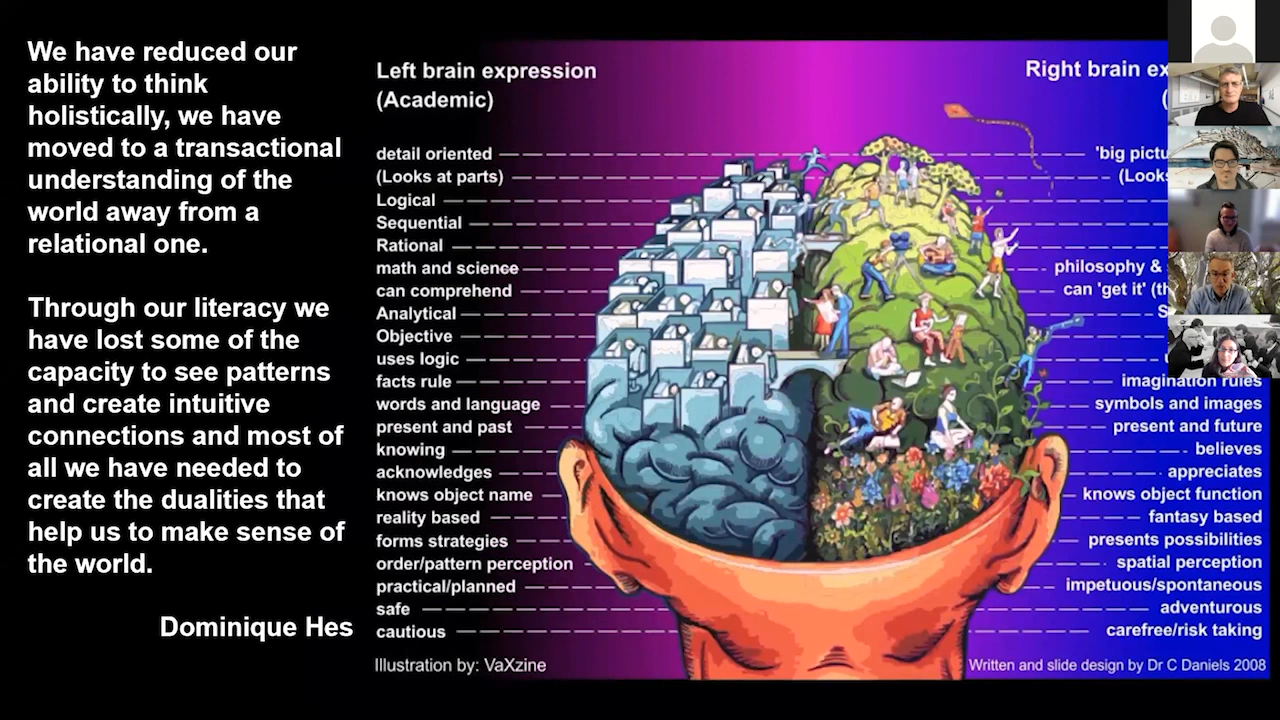 We have reduced our
ability to think
holistically, we have
moved to a transactional
understanding of the
world away from a
relational one.
Through our literacy we
have lost some of the
capacity to see patterns
and create intuitive
connections and most of
all we have needed to
create the dualities that
help us to make sense of
the world.
Dominique Hes
Left brain expression
(Academic)
detail oriented
(Looks at parts)
Logical
Sequential
Rational
math and science
can comprehend
Analytical
Objective
uses logic
facts rule
words and language
present and past
knowing
acknowledges
knows object name
reality based
forms strategies
order/pattern perception
practical/planned
safe
cautious
Illustration by: VaXzine
Right brain
'big
(Looks
philosophy &
can 'get it'
imagination rules
symbols and images
present and future
believes
appreciates
knows object function
fantasy based
presents possibilities
spatial perception
impetuous/spontaneous
adventurous
carefree/risk taking
Written and slide design by Dr C Daniels 2008